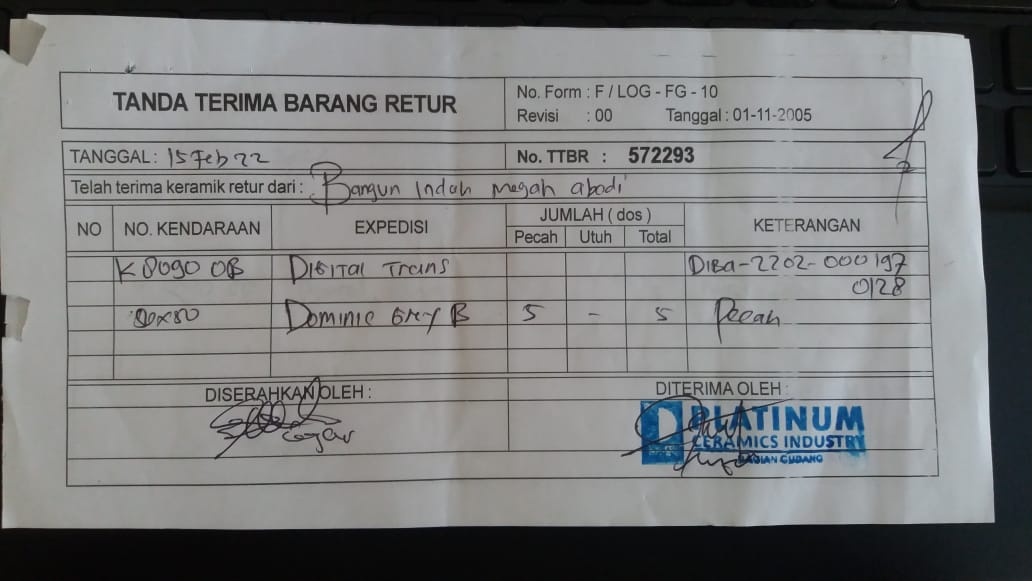 TANDA TERIMA BARANG RETUR
No. Form : F / LOG - FG - 10
Revisi : 00 Tanggal : 01-11-2005
TANGGAL : 15 Feb 22 No. TTBR : 572293
Telah terima keramik retur dari : Bangun Indah megah abadi
NO NO. KENDARAAN EXPEDISI JUMLAH ( dos ) KETERANGAN
Pecah Utuh Total
K 8090 OB DIGITAL Trans DIBA-2202-000197
0128
80x80 Dominic Grey B 5 - 5 Pecah
DISERAHKAN OLEH : DITERIMA OLEH :
PLATINUM
CERAMICS INDUSTRY
BAGIAN GUDANG